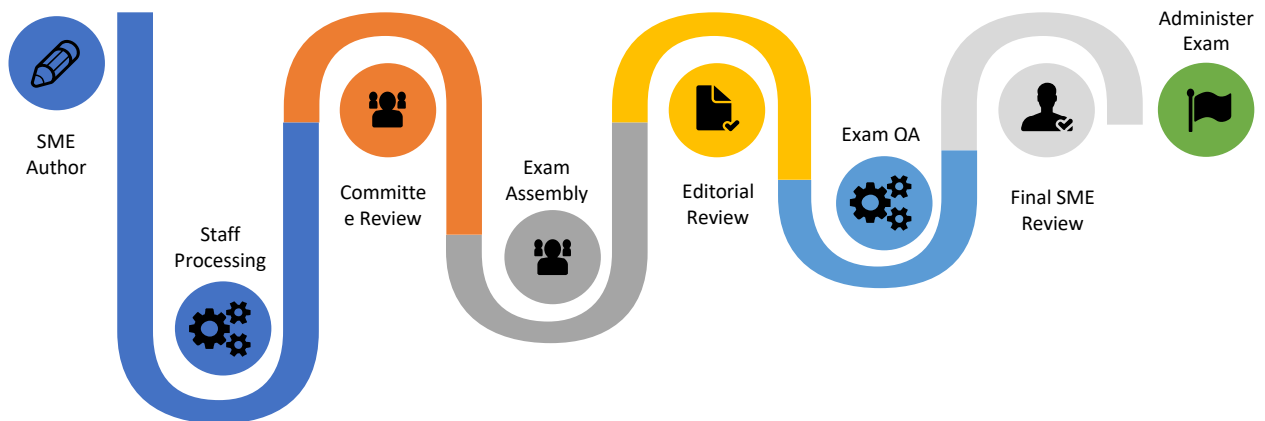 SME
Author
Staff
Processing
Committe
e Review
Exam
Assembly
Editorial
Review
Exam QA
Final SME
Review
Administer
Exam